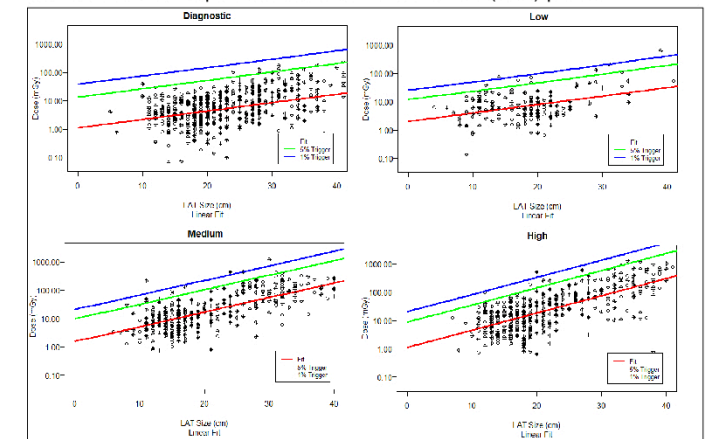 Diagnostic
1000.00
100.00
10.00
1.00
0.10
Dose (mGy)
Fit
5% Trigger
1% Trigger
0 10 20 30 40
LAT Size (cm)
Linear Fit
Low
1000.00
100.00
10.00
1.00
0.10
Dose (mGy)
Fit
5% Trigger
1% Trigger
0 10 20 30 40
LAT Size (cm)
Linear Fit
Medium
1000.00
100.00
10.00
1.00
0.10
Dose (mGy)
Fit
5% Trigger
1% Trigger
0 10 20 30 40
LAT Size (cm)
Linear Fit
High
1000.00
100.00
10.00
1.00
0.10
Dose (mGy)
Fit
5% Trigger
1% Trigger
0 10 20 30 40
LAT Size (cm)
Linear Fit